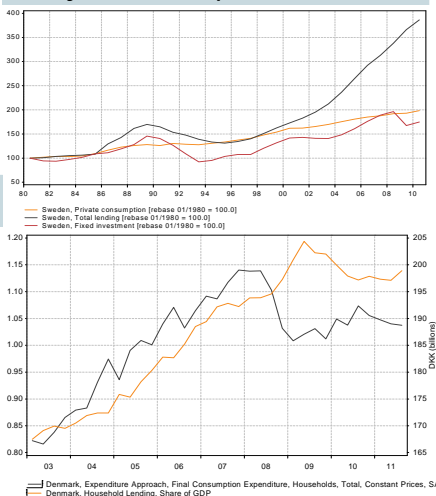 400
350
300
250
200
150
100
50
80 82 84 86 88 90 92 94 96 98 00 02 04 06 08 10
Sweden, Private consumption [rebase 01/1980 = 100.0]
Sweden, Total lending [rebase 01/1980 = 100.0]
Sweden, Fixed investment [rebase 01/1980 = 100.0]
1.20 205
1.15 200
1.10 195
1.05 190
1.00 185
0.95 180
0.90 175
0.85 170
0.80 165
DKK (billions)
03 04 05 06 07 08 09 10 11
Denmark, Expenditure Approach, Final Consumption Expenditure, Households, Total, Constant Prices, SA
Denmark, Household Lending, Share of GDP